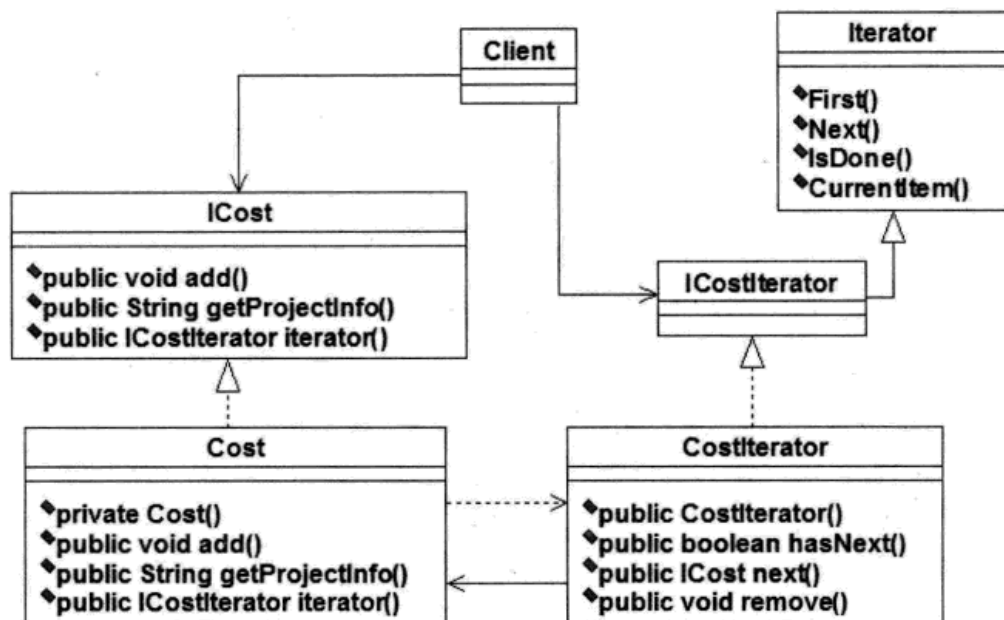 Client
Iterator
First()
Next()
IsDone()
CurrentItem()
ICost
public void add()
public String getProjectInfo()
public ICostIterator iterator()
ICostIterator
Cost
private Cost()
public void add()
public String getProjectInfo()
public ICostIterator iterator()
CostIterator
public CostIterator()
public boolean hasNext()
public ICost next()
public void remove()